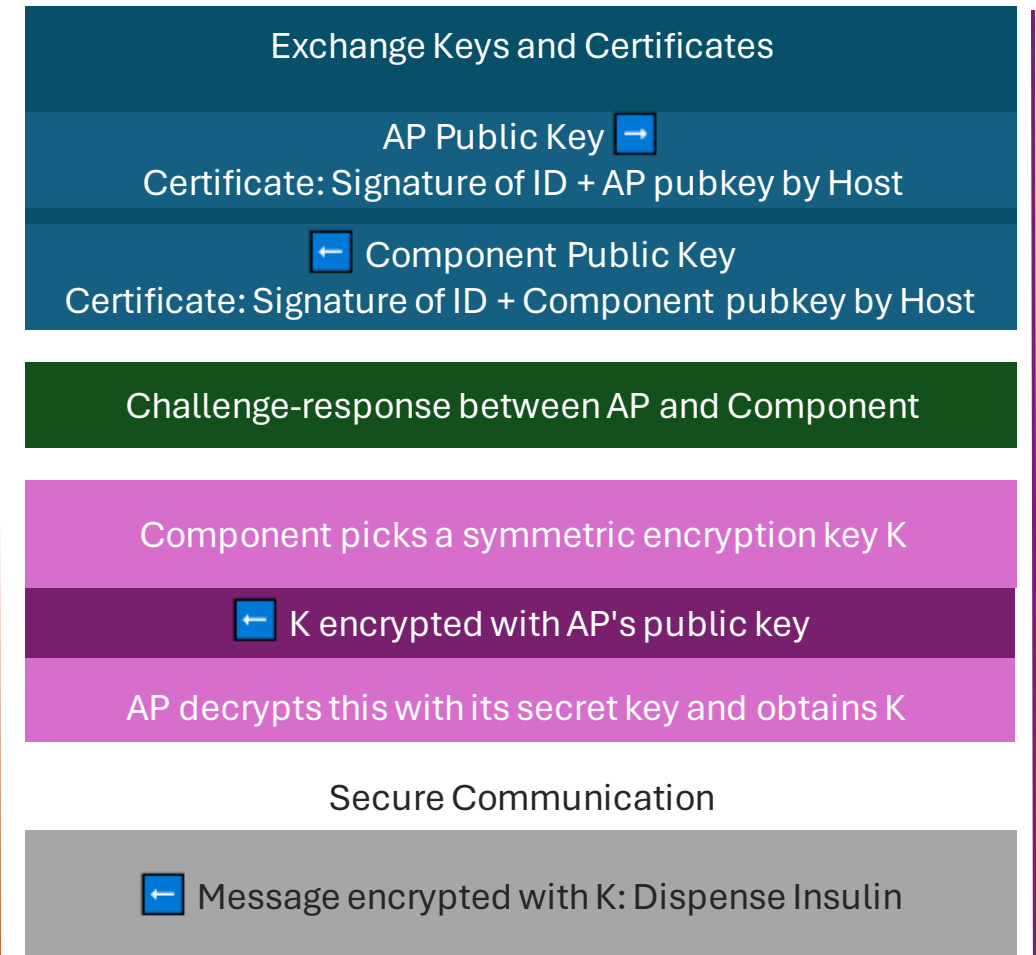 Exchange Keys and Certificates
AP Public Key ➡
Certificate: Signature of ID + AP pubkey by Host
⬅ Component Public Key
Certificate: Signature of ID + Component pubkey by Host
Challenge-response between AP and Component
Component picks a symmetric encryption key K
⬅ K encrypted with AP's public key
AP decrypts this with its secret key and obtains K
Secure Communication
⬅ Message encrypted with K: Dispense Insulin